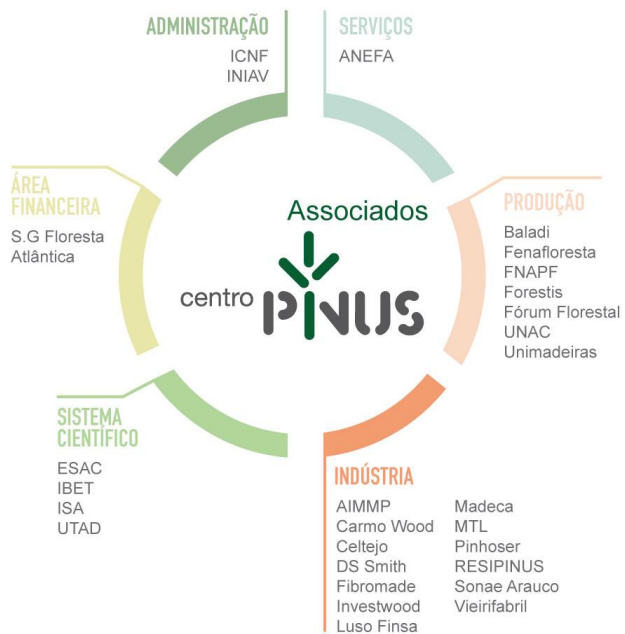 ADMINISTRAÇÃO
ICNF
INIAV
SERVIÇOS
ANEFA
ÁREA
FINANCEIRA
S.G Floresta
Atlântica
PRODUÇÃO
Baladi
Fenafloresta
FNAPF
Forestis
Fórum Florestal
UNAC
Unimadeiras
Associados
centro PINUS
SISTEMA
CIENTÍFICO
ESAC
IBET
ISA
UTAD
INDÚSTRIA
AIMMP
Carmo Wood
Celtejo
DS Smith
Fibromade
Investwood
Luso Finsa
Madeca
MTL
Pinhoser
RESIPINUS
Sonae Arauco
Vieirifabril